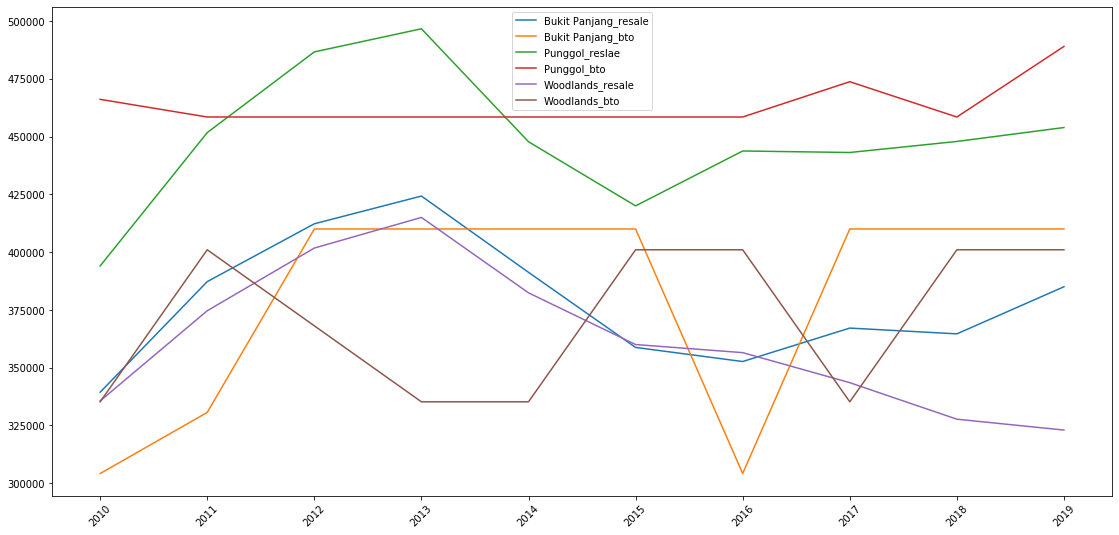 500000
475000
450000
425000
400000
375000
350000
325000
300000
Bukit Panjang_resale
Bukit Panjang_bto
Punggol_reslae
Punggol_bto
Woodlands_resale
Woodlands_bto
2010 2011 2012 2013 2014 2015 2016 2017 2018 2019